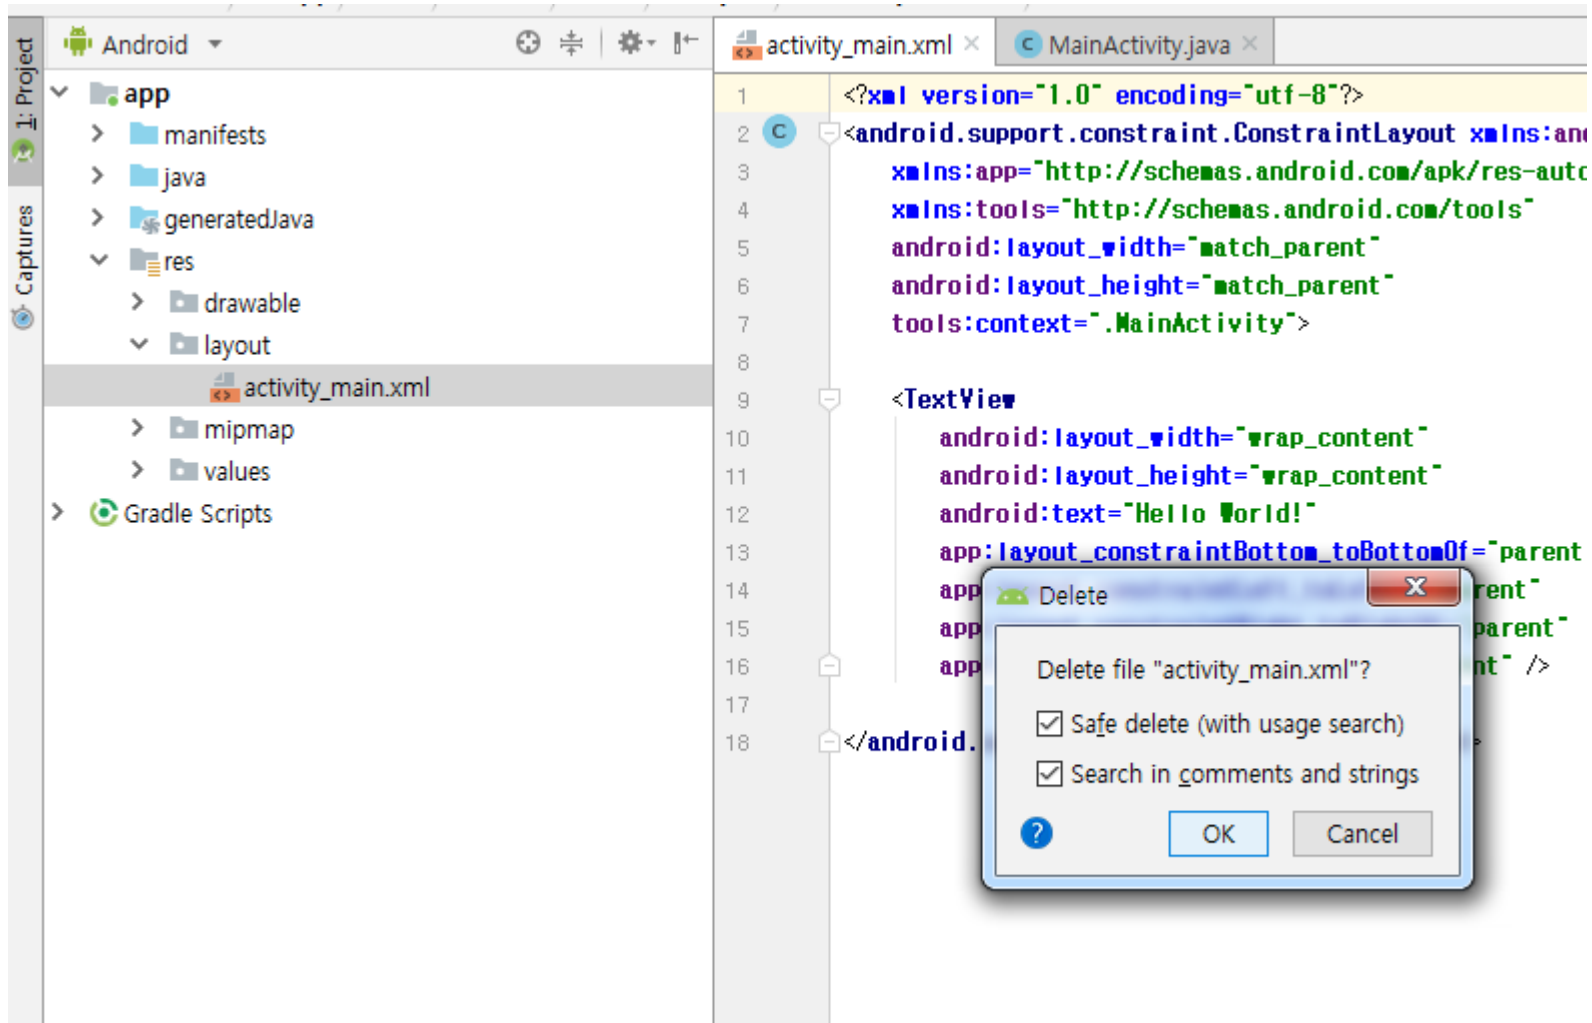 1: Project
Captures
Android
app
manifests
java
generatedJava
res
drawable
layout
activity_main.xml
mipmap
values
Gradle Scripts
activity_main.xml
MainActivity.java
1 <?xml version="1.0" encoding="utf-8"?>
2 C <android.support.constraint.ConstraintLayout xmlns:and
3 xmlns:app="http://schemas.android.com/apk/res-auto
4 xmlns:tools="http://schemas.android.com/tools"
5 android:layout_width="match_parent"
6 android:layout_height="match_parent"
7 tools:context=".MainActivity">
8
9 <TextView
10 android:layout_width="wrap_content"
11 android:layout_height="wrap_content"
12 android:text="Hello World!"
13 app:layout_constraintBottom_toBottomOf="parent
14 app rent"
15 app parent"
16 app nt" />
17
18 </android.
Delete
Delete file "activity_main.xml"?
Safe delete (with usage search)
Search in comments and strings
OK
Cancel